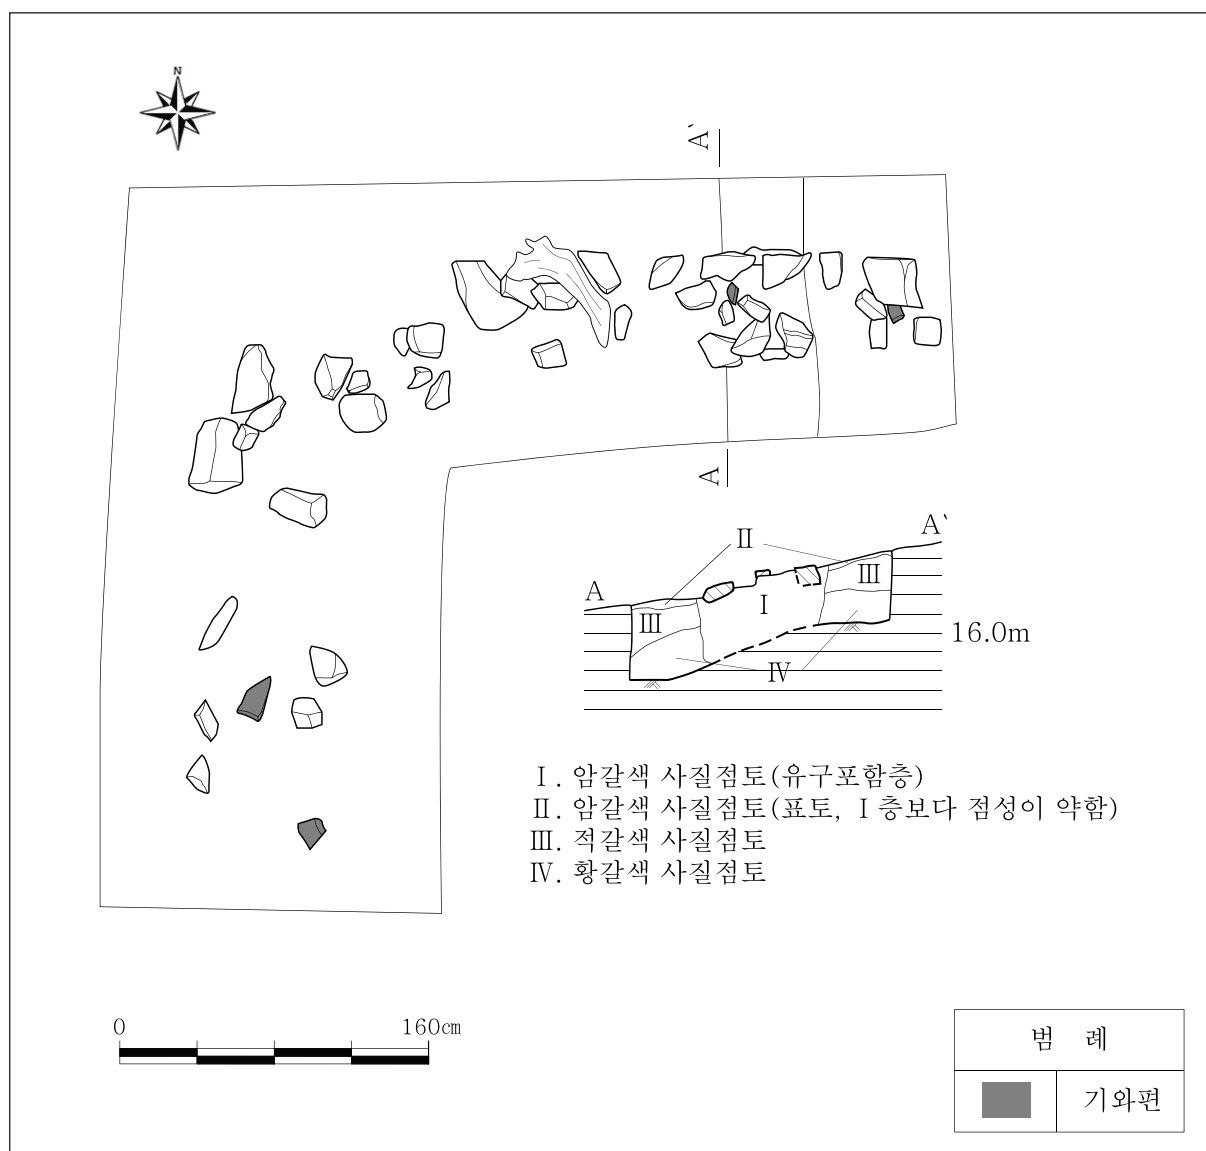 N
A`
A
A`
Ⅱ
Ⅲ
A
Ⅰ
Ⅲ
16.0m
Ⅳ
Ⅰ. 암갈색 사질점토(유구포함층)
Ⅱ. 암갈색 사질점토(표토, Ⅰ층보다 점성이 약함)
Ⅲ. 적갈색 사질점토
Ⅳ. 황갈색 사질점토
0 160㎝
범 례
기와편